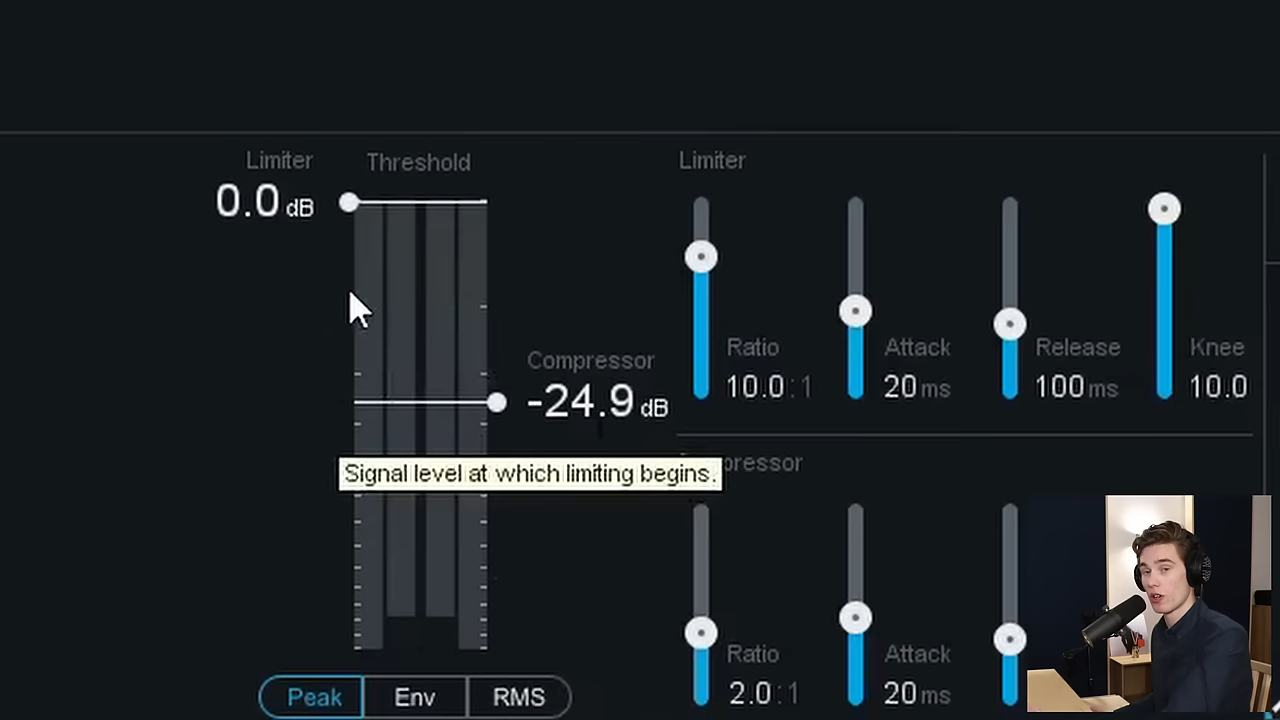 Limiter
Threshold
0.0 dB
Compressor
-24.9 dB
Signal level at which limiting begins.
Peak
Env
RMS
Limiter
Ratio
10.0:1
Attack
20 ms
Release
100 ms
Knee
10.0
pressor
Ratio
2.0:1
Attack
20 ms